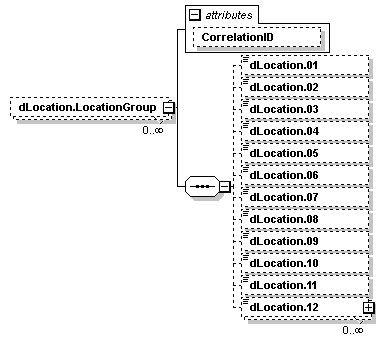 attributes
CorrelationID
dLocation.LocationGroup
0..∞
dLocation.01
dLocation.02
dLocation.03
dLocation.04
dLocation.05
dLocation.06
dLocation.07
dLocation.08
dLocation.09
dLocation.10
dLocation.11
dLocation.12
0..∞